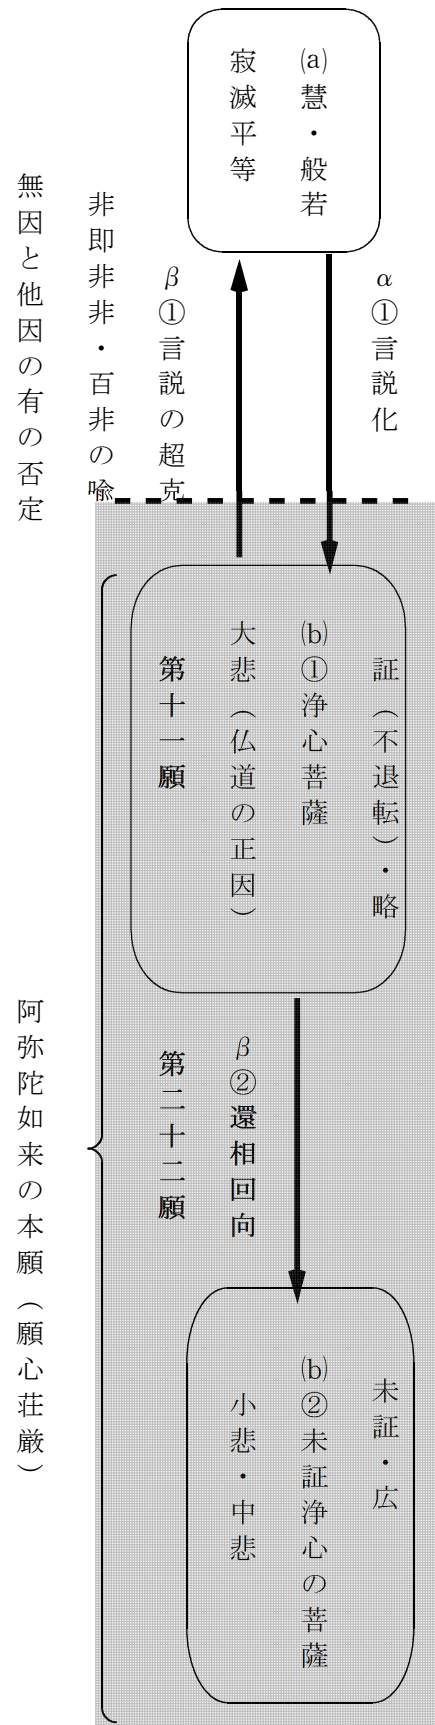 ⒜慧・般若
寂滅平等
α①言説化
β①言説の超克
非即非非・百非の喩
無因と他因の有の否定
証（不退転）・略
⒝①浄心菩薩
大悲（仏道の正因）
第十一願
β②還相回向
第二十二願
未証・広
⒝②未証浄心の菩薩
小悲・中悲
阿弥陀如来の本願（願心荘厳）